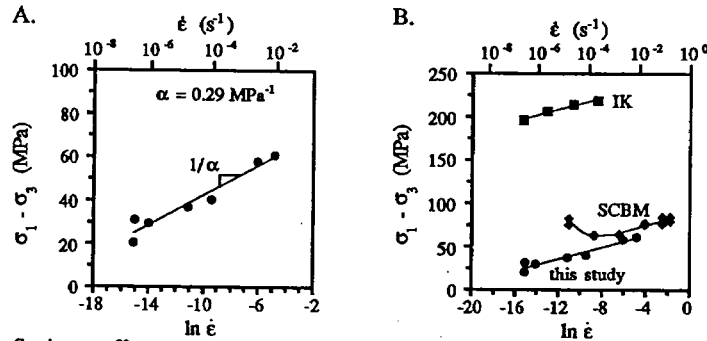 A.
ε̇ (s⁻¹)
10⁻⁸ 10⁻⁶ 10⁻⁴ 10⁻²
100
80
60
40
20
0
σ₁ - σ₃ (MPa)
α = 0.29 MPa⁻¹
1/α
-18 -14 -10 -6 -2
ln ε̇
B.
ε̇ (s⁻¹)
10⁻⁸ 10⁻⁶ 10⁻⁴ 10⁻² 10⁰
250
200
150
100
50
0
σ₁ - σ₃ (MPa)
IK
SCBM
this study
-20 -16 -12 -8 -4 0
ln ε̇